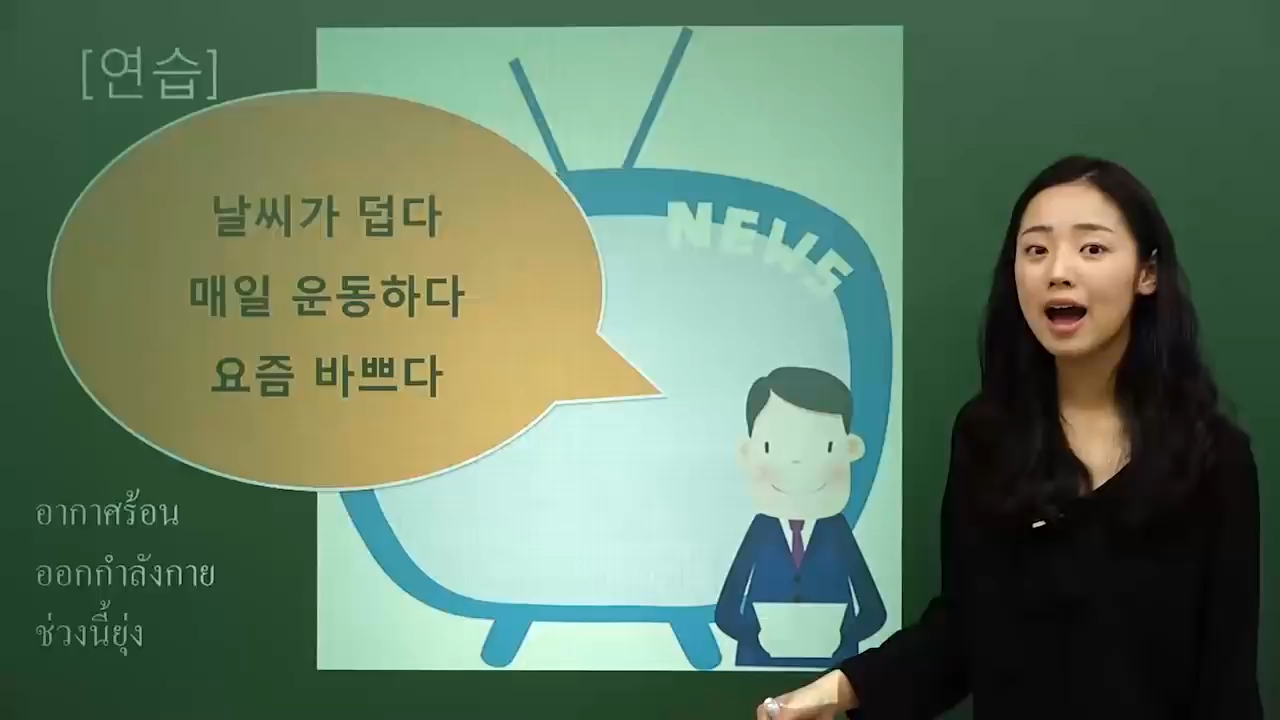 [연습]
NEWS
날씨가 덥다
매일 운동하다
요즘 바쁘다
อากาศร้อน
ออกกำลังกาย
ช่วงนี้ยุ่ง